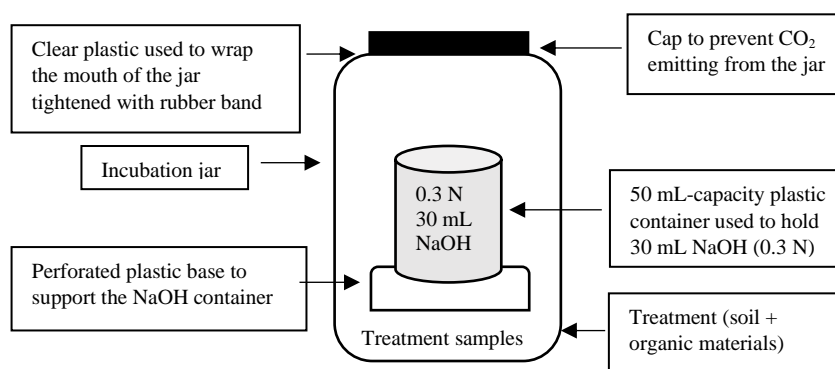 Clear plastic used to wrap
the mouth of the jar
tightened with rubber band
Cap to prevent CO₂
emitting from the jar
Incubation jar
0.3 N
30 mL
NaOH
50 mL-capacity plastic
container used to hold
30 mL NaOH (0.3 N)
Perforated plastic base to
support the NaOH container
Treatment samples
Treatment (soil +
organic materials)